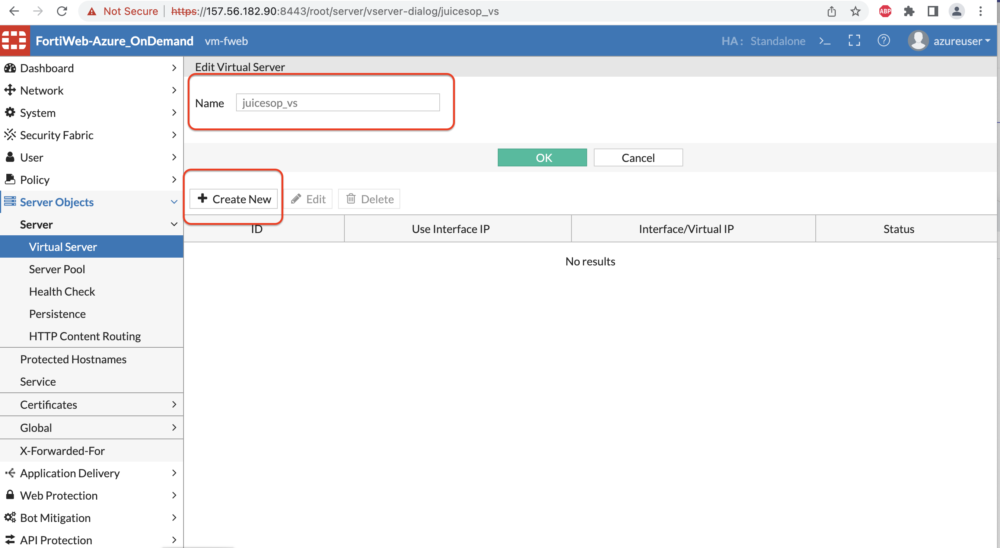 Not Secure https://157.56.182.90:8443/root/server/vserver-dialog/juicesop_vs ABP
FortiWeb-Azure_OnDemand vm-fweb HA: Standalone >_ ? azureuser
Dashboard
Network
System
Security Fabric
User
Policy
Server Objects
Server
Virtual Server
Server Pool
Health Check
Persistence
HTTP Content Routing
Protected Hostnames
Service
Certificates
Global
X-Forwarded-For
Application Delivery
Web Protection
Bot Mitigation
API Protection
Edit Virtual Server
Name juicesop_vs
OK Cancel
Create New Edit Delete
ID Use Interface IP Interface/Virtual IP Status
No results